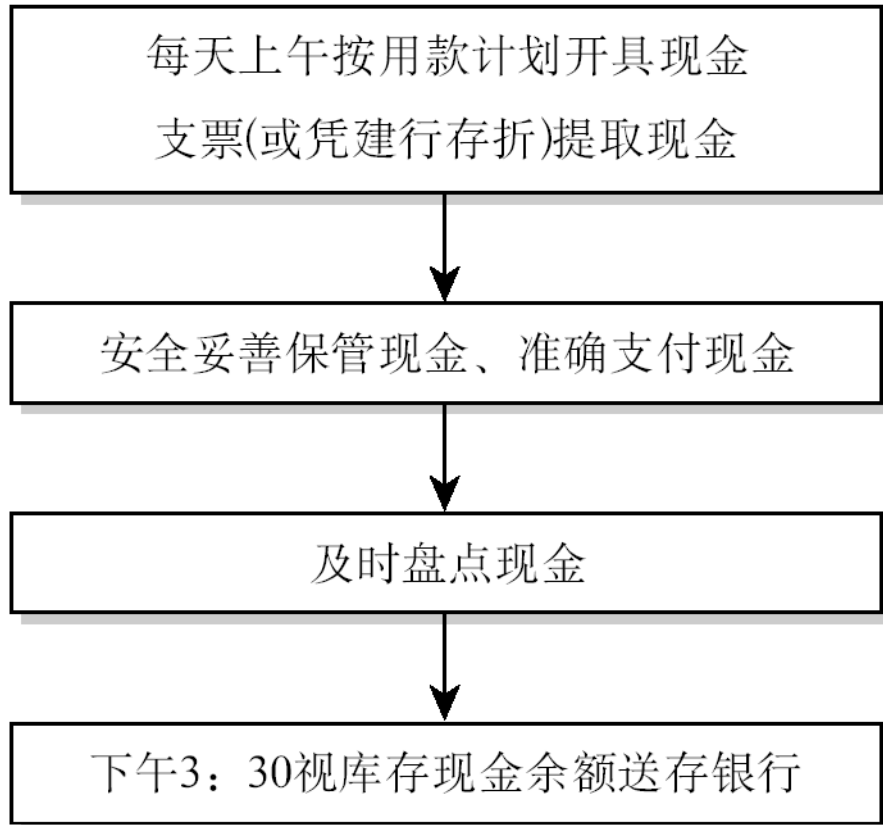 每天上午按用款计划开具现金
支票(或凭建行存折)提取现金
安全妥善保管现金、准确支付现金
及时盘点现金
下午3：30视库存现金余额送存银行